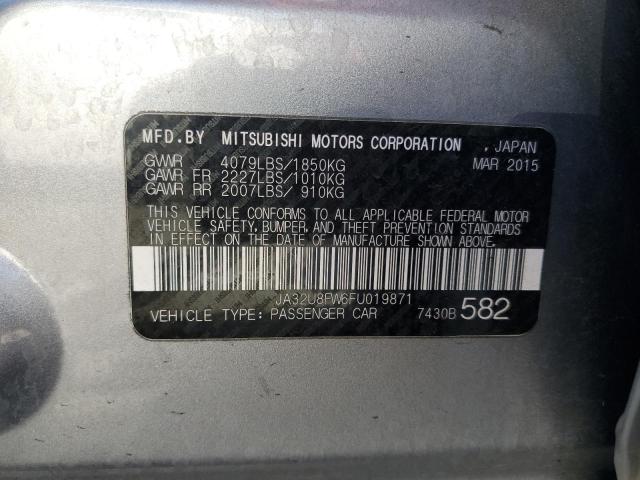 MFD.BY MITSUBISHI MOTORS CORPORATION , JAPAN
GVWR 4079LBS/1850KG MAR 2015
GAWR FR 2227LBS/1010KG
GAWR RR 2007LBS/ 910KG
THIS VEHICLE CONFORMS TO ALL APPLICABLE FEDERAL MOTOR
VEHICLE SAFETY, BUMPER, AND THEFT PREVENTION STANDARDS
IN EFFECT ON THE DATE OF MANUFACTURE SHOWN ABOVE.
JA32U8FW6FU019871
VEHICLE TYPE: PASSENGER CAR 7430B 582